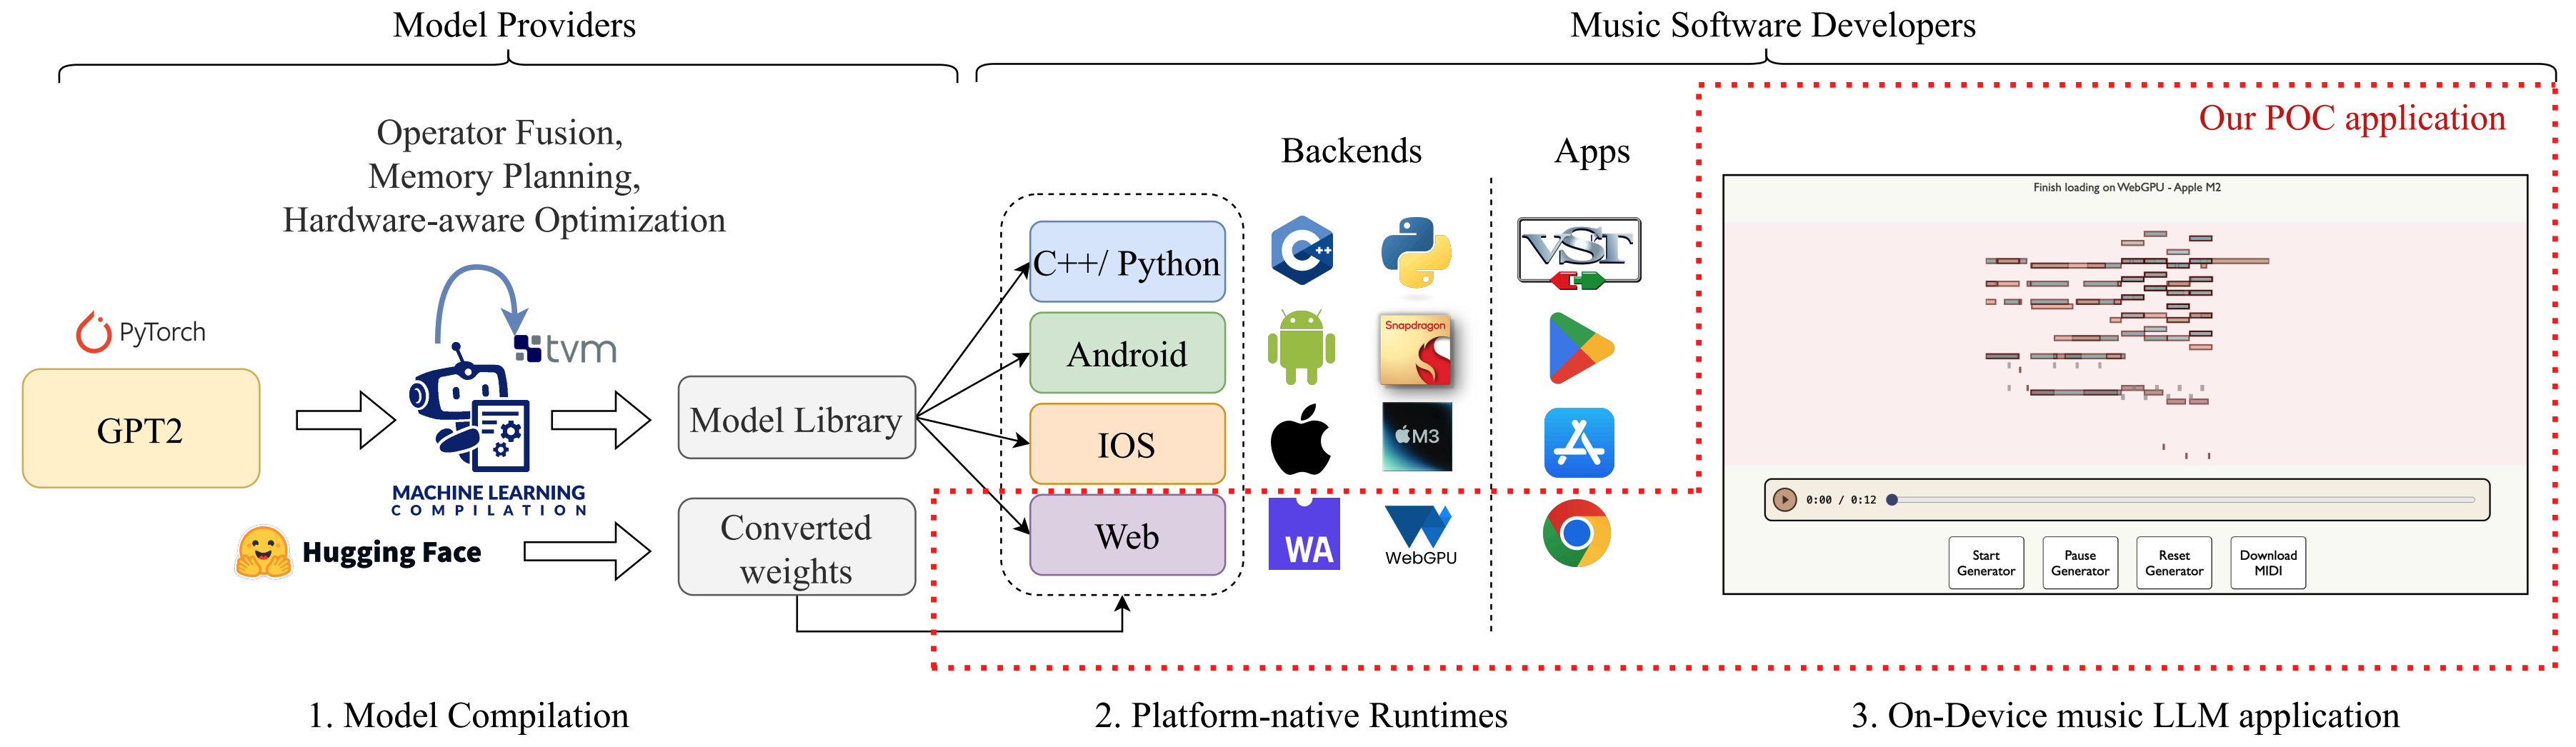 Model Providers
Music Software Developers
Operator Fusion,
Memory Planning,
Hardware-aware Optimization
PyTorch
GPT2
tvm
MACHINE LEARNING
COMPILATION
Hugging Face
Model Library
Converted
weights
C++/ Python
Android
IOS
Web
Backends
Apps
C++
VST
Snapdragon
M3
WA
WebGPU
Our POC application
Finish loading on WebGPU - Apple M2
0:00 / 0:12
Start
Generator
Pause
Generator
Reset
Generator
Download
MIDI
1. Model Compilation
2. Platform-native Runtimes
3. On-Device music LLM application